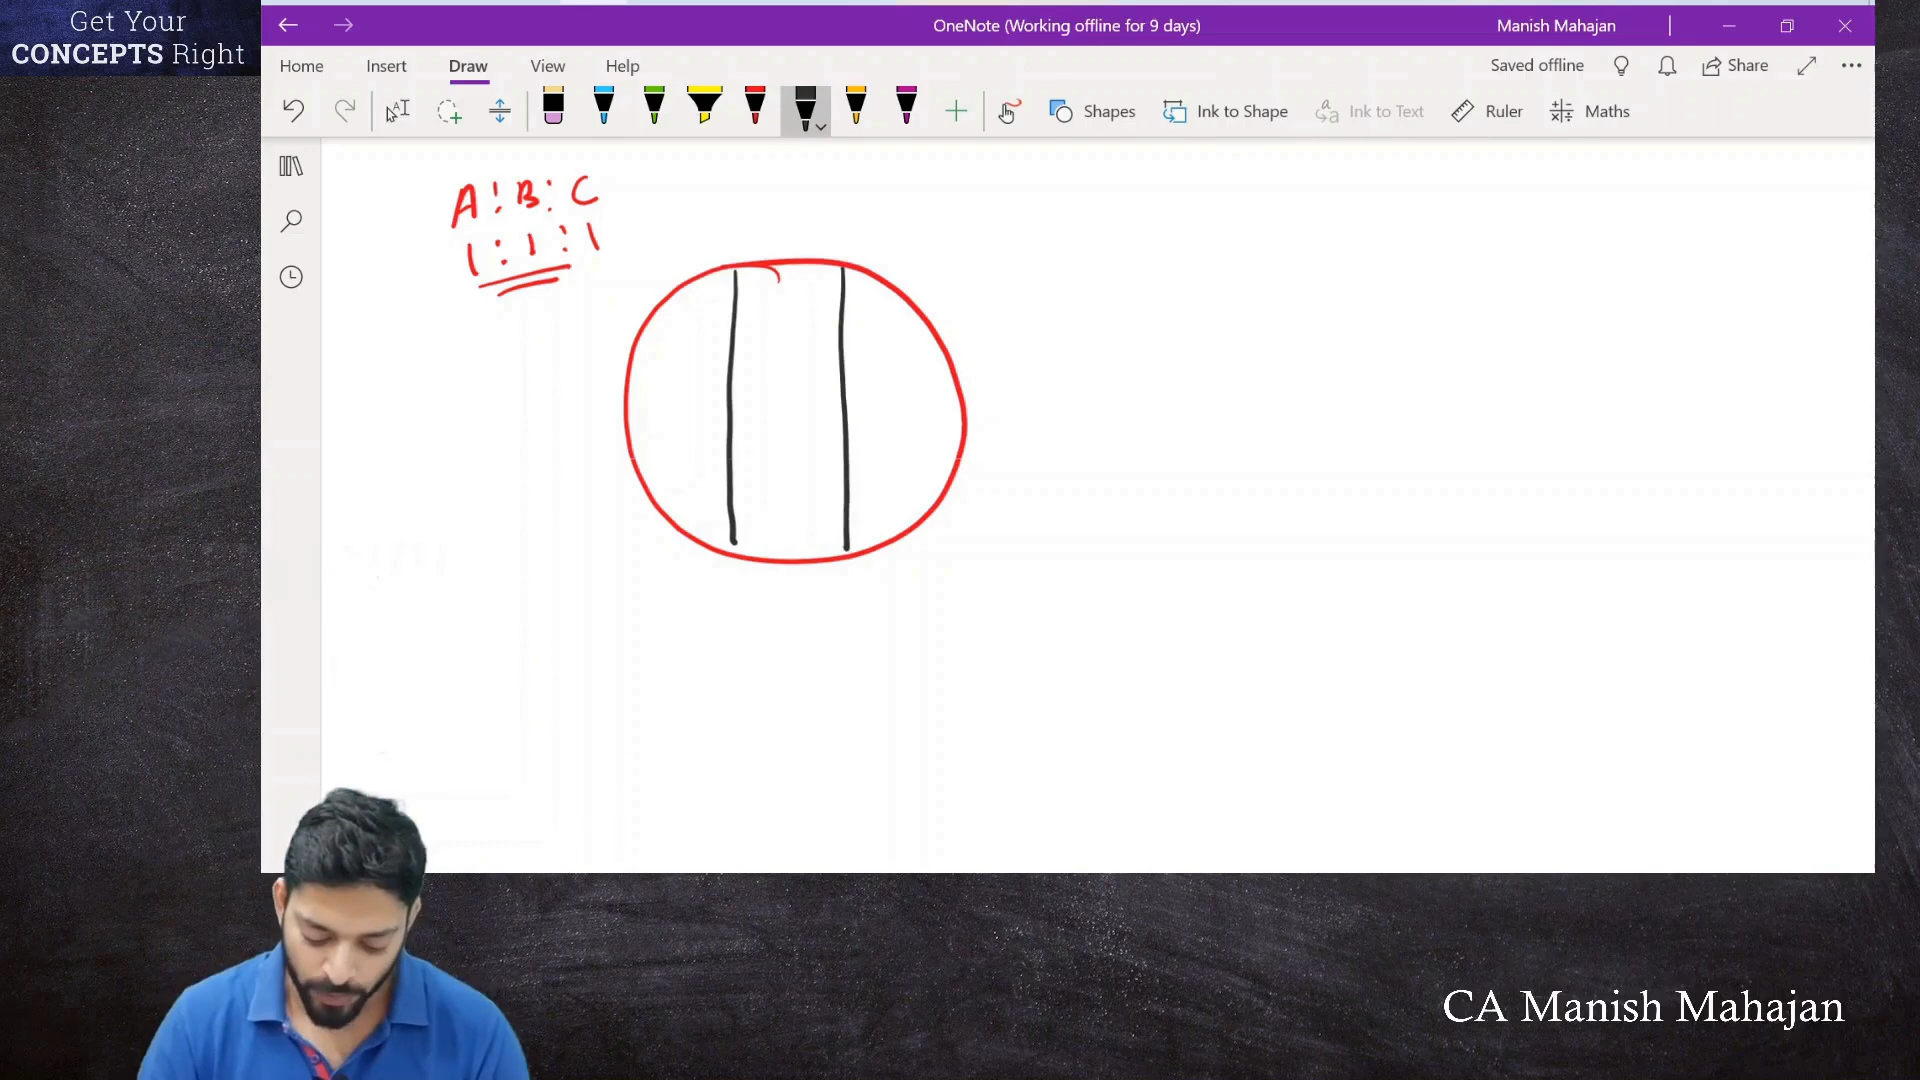 Get Your
CONCEPTS Right
OneNote (Working offline for 9 days)
Manish Mahajan
Home
Insert
Draw
View
Help
Saved offline
Share
Shapes
Ink to Shape
Ink to Text
Ruler
Maths
A : B : C
1 : 1 : 1
CA Manish Mahajan